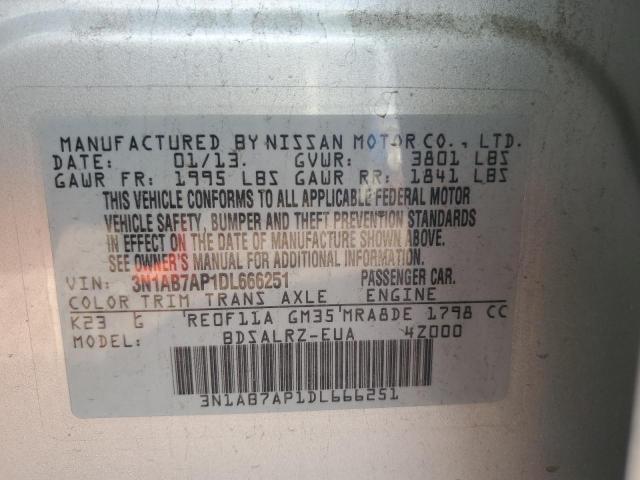 MANUFACTURED BY NISSAN MOTOR CO., LTD.
DATE: 01/13. GVWR: 3801 LBS
GAWR FR: 1995 LBS GAWR RR: 1841 LBS
THIS VEHICLE CONFORMS TO ALL APPLICABLE FEDERAL MOTOR
VEHICLE SAFETY, BUMPER AND THEFT PREVENTION STANDARDS
IN EFFECT ON THE DATE OF MANUFACTURE SHOWN ABOVE.
SEE OWNER'S MANUAL FOR ADDITIONAL INFORMATION.
VIN: 3N1AB7AP1DL666251 PASSENGER CAR.
COLOR TRIM TRANS AXLE ENGINE
K23 G RE0F11A GM35 MRA8DE 1798 CC
MODEL: BDSALRZ-EUA 4Z000
3N1AB7AP1DL666251